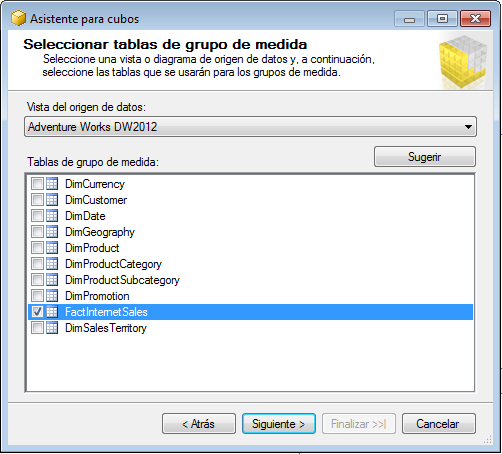 Asistente para cubos
Seleccionar tablas de grupo de medida
Seleccione una vista o diagrama de origen de datos y, a continuación,
seleccione las tablas que se usarán para los grupos de medida.
Vista del origen de datos:
Adventure Works DW2012
Tablas de grupo de medida:
Sugerir
DimCurrency
DimCustomer
DimDate
DimGeography
DimProduct
DimProductCategory
DimProductSubcategory
DimPromotion
FactInternetSales
DimSalesTerritory
< Atrás
Siguiente >
Finalizar >>|
Cancelar